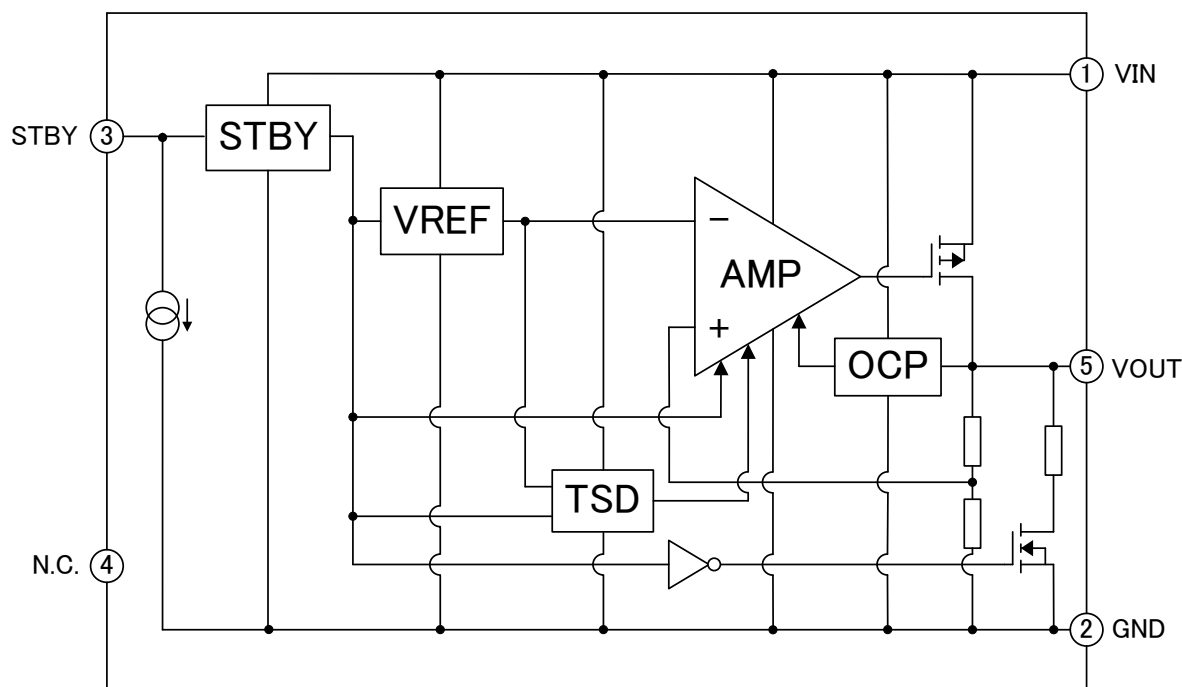 1 VIN
STBY 3
STBY
VREF
−
AMP
+
OCP
5 VOUT
TSD
N.C. 4
2 GND